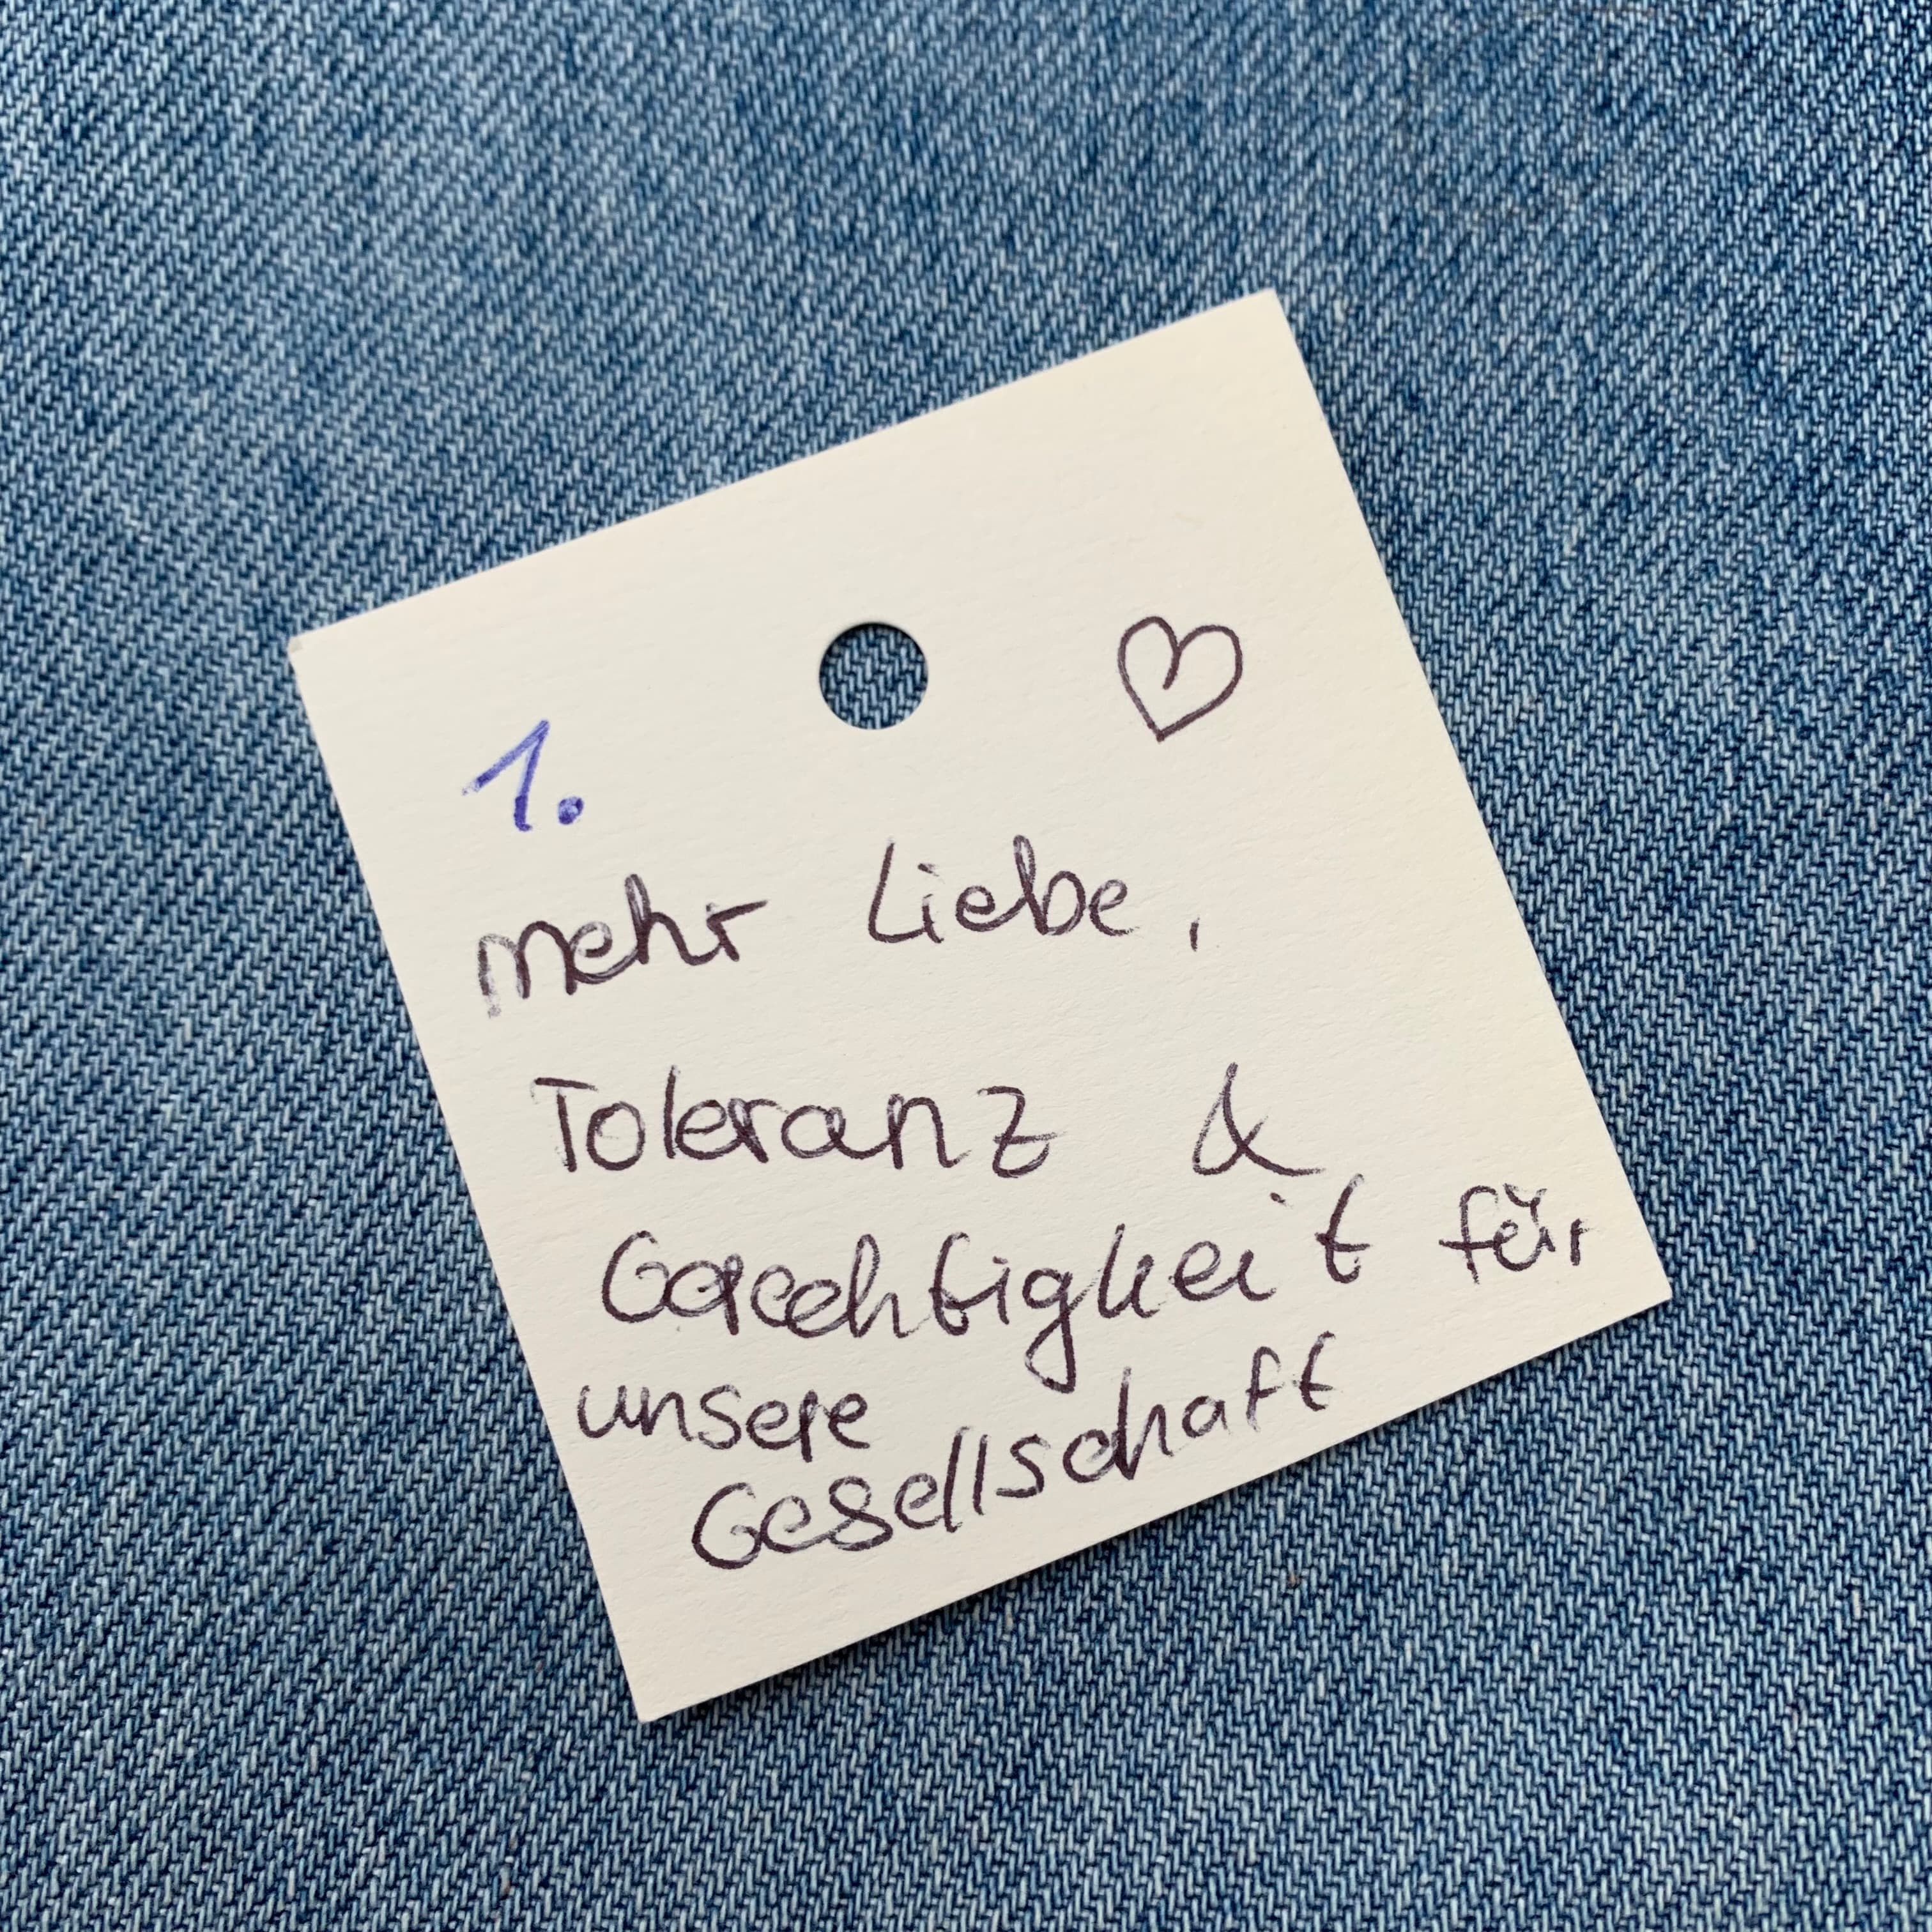 1.
mehr Liebe,
Toleranz &
Gerechtigkeit für
unsere
Gesellschaft